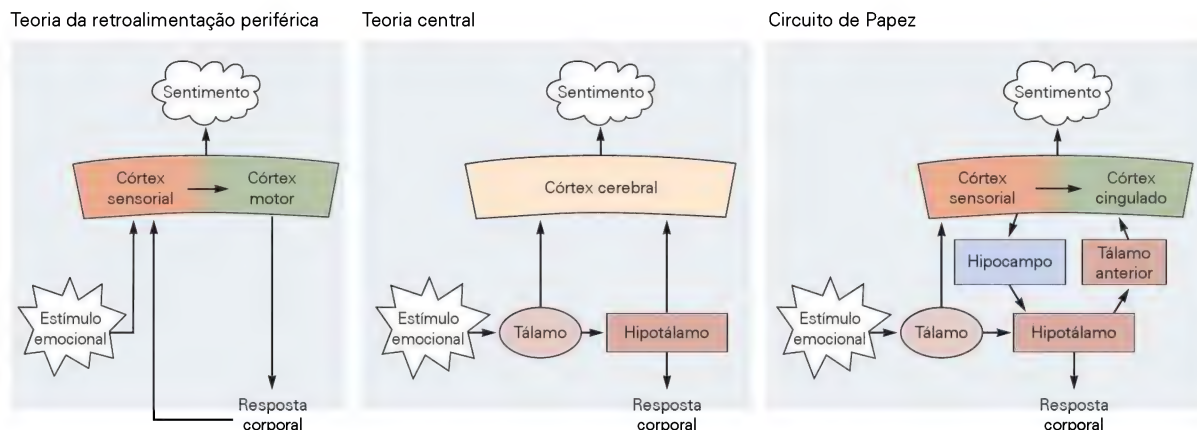 Teoria da retroalimentação periférica
Sentimento
Córtex
sensorial
Córtex
motor
Estímulo
emocional
Resposta
corporal
Teoria central
Sentimento
Córtex cerebral
Estímulo
emocional
Tálamo
Hipotálamo
Resposta
corporal
Circuito de Papez
Sentimento
Córtex
sensorial
Córtex
cingulado
Hipocampo
Tálamo
anterior
Estímulo
emocional
Tálamo
Hipotálamo
Resposta
corporal